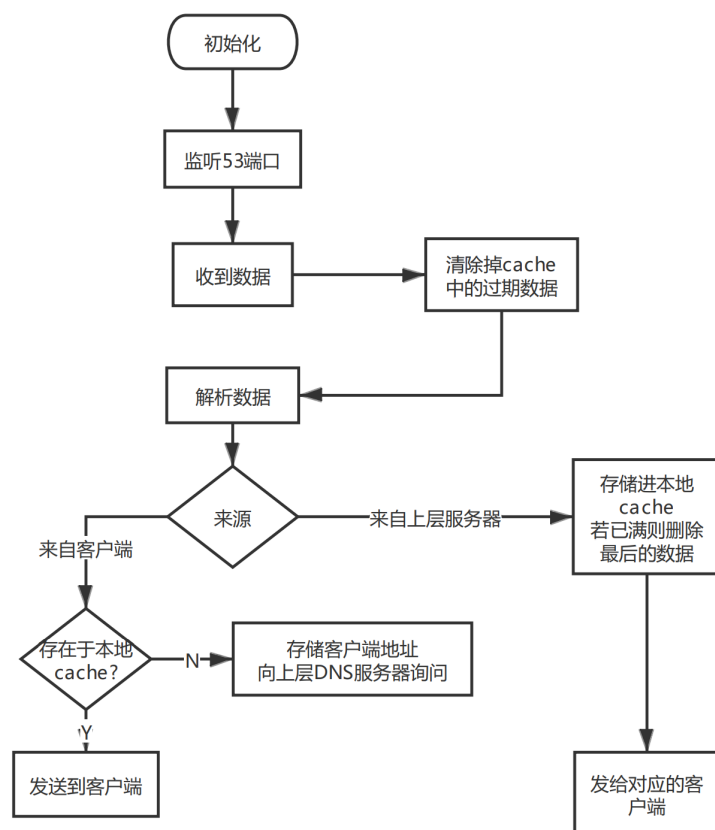 初始化
监听53端口
收到数据
清除掉cache
中的过期数据
解析数据
来源
来自上层服务器
存储进本地
cache
若已满则删除
最后的数据
来自客户端
存在于本地
cache?
N
存储客户端地址
向上层DNS服务器询问
Y
发送到客户端
发给对应的客
户端